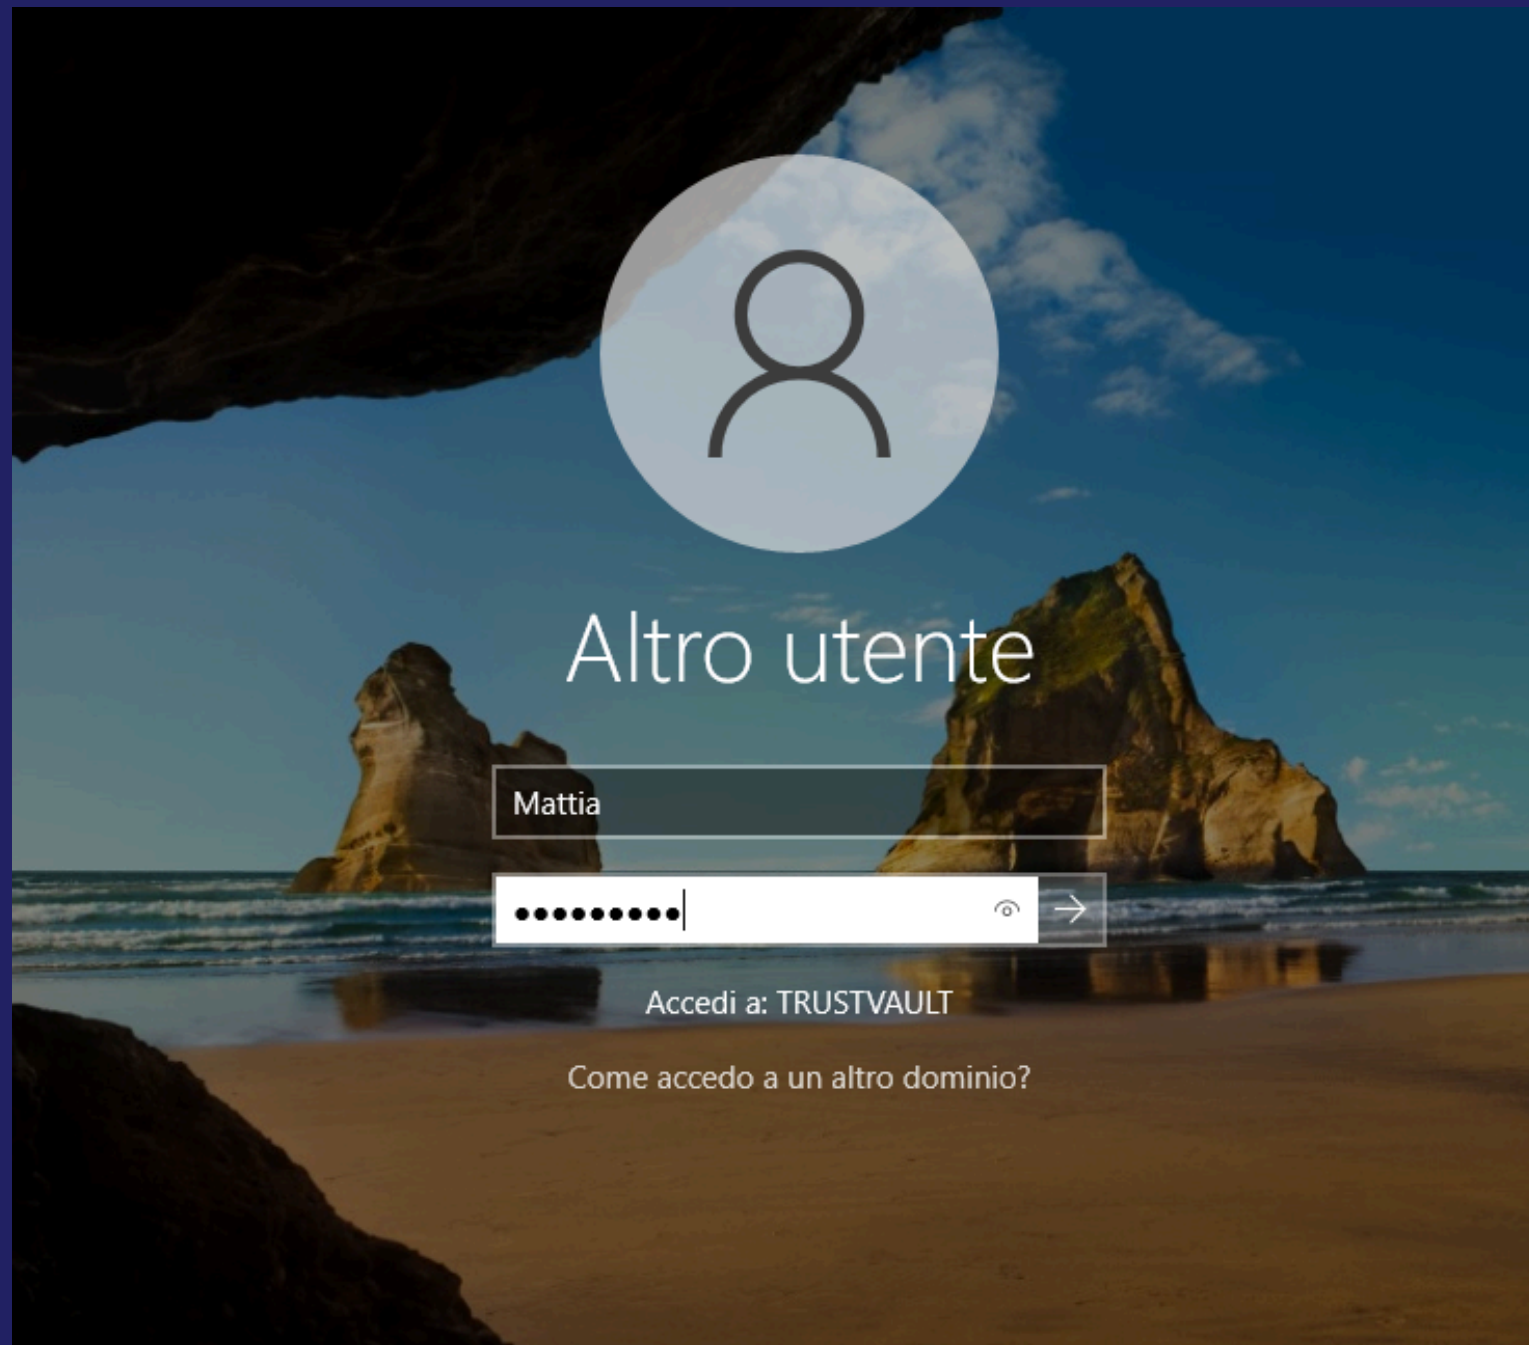 Altro utente
Mattia
•••••••••
Accedi a: TRUSTVAULT
Come accedo a un altro dominio?